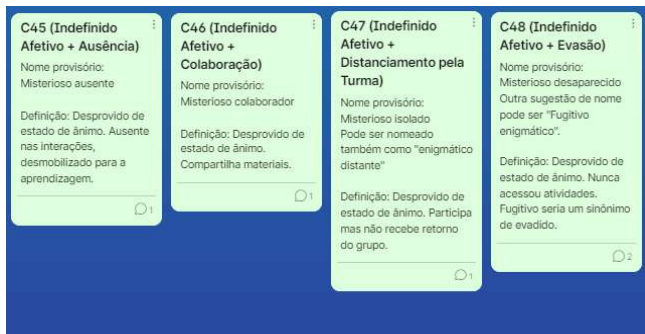 C45 (Indefinido
Afetivo + Ausência)
Nome provisório:
Misterioso ausente
Definição: Desprovido de
estado de ânimo. Ausente
nas interações,
desmobilizado para a
aprendizagem.
1
C46 (Indefinido
Afetivo +
Colaboração)
Nome provisório:
Misterioso colaborador
Definição: Desprovido de
estado de ânimo.
Compartilha materiais.
1
C47 (Indefinido
Afetivo +
Distanciamento pela
Turma)
Nome provisório:
Misterioso isolado
Pode ser nomeado
também como "enigmático
distante"
Definição: Desprovido de
estado de ânimo. Participa
mas não recebe retorno
do grupo.
1
C48 (Indefinido
Afetivo + Evasão)
Nome provisório:
Misterioso desaparecido
Outra sugestão de nome
pode ser "Fugitivo
enigmático".
Definição: Desprovido de
estado de ânimo. Nunca
acessou atividades.
Fugitivo seria um sinônimo
de evadido.
2